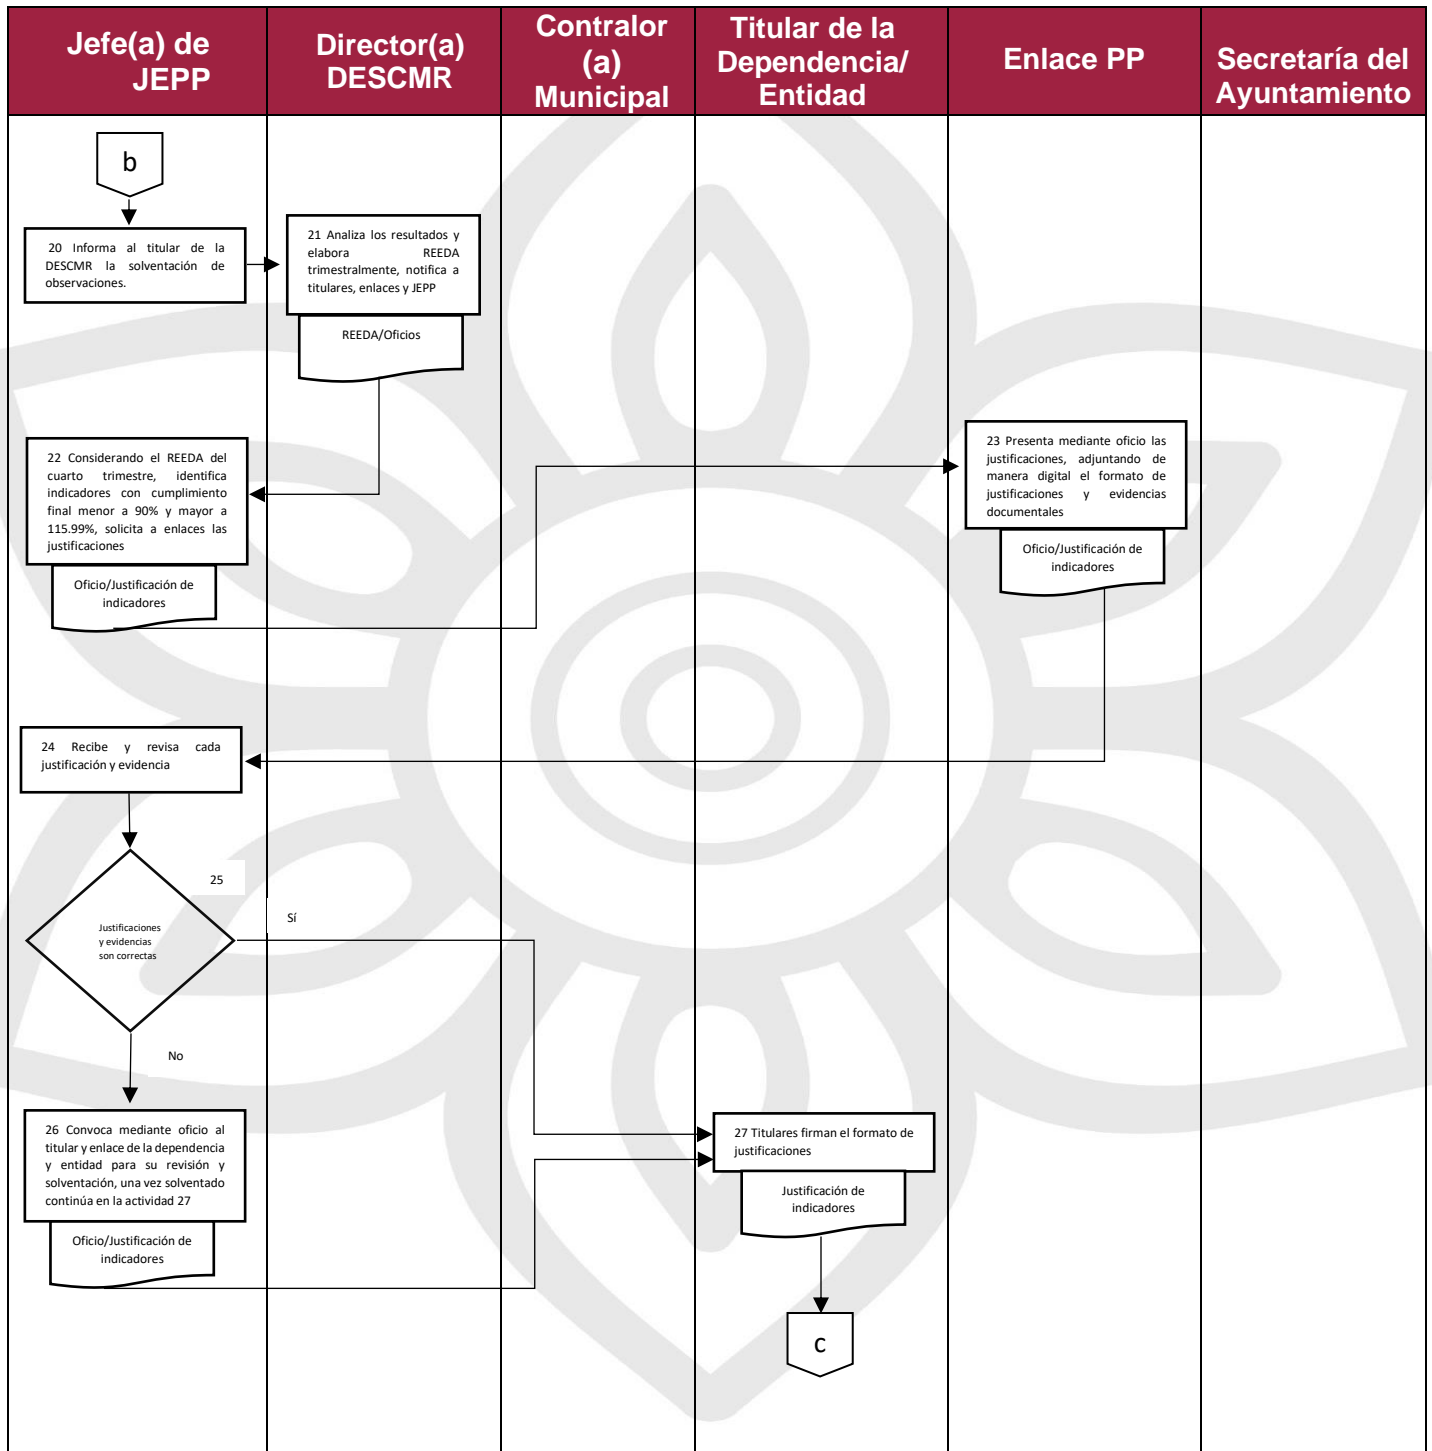 Jefe(a) de
JEPP
Director(a)
DESCMR
Contralor
(a)
Municipal
Titular de la
Dependencia/
Entidad
Enlace PP
Secretaría del
Ayuntamiento
b
20 Informa al titular de la
DESCMR la solventación de
observaciones.
21 Analiza los resultados y
elabora REEDA
trimestralmente, notifica a
titulares, enlaces y JEPP
REEDA/Oficios
22 Considerando el REEDA del
cuarto trimestre, identifica
indicadores con cumplimiento
final menor a 90% y mayor a
115.99%, solicita a enlaces las
justificaciones
Oficio/Justificación de
indicadores
23 Presenta mediante oficio las
justificaciones, adjuntando de
manera digital el formato de
justificaciones y evidencias
documentales
Oficio/Justificación de
indicadores
24 Recibe y revisa cada
justificación y evidencia
25
Justificaciones
y evidencias
son correctas
Sí
No
26 Convoca mediante oficio al
titular y enlace de la dependencia
y entidad para su revisión y
solventación, una vez solventado
continúa en la actividad 27
Oficio/Justificación de
indicadores
27 Titulares firman el formato de
justificaciones
Justificación de
indicadores
c